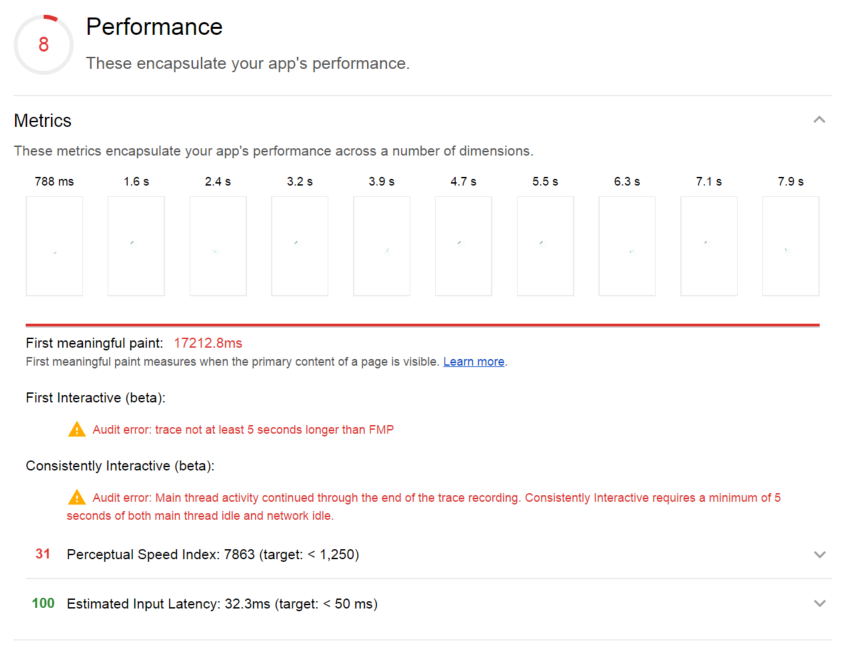 8
Performance
These encapsulate your app's performance.
Metrics
These metrics encapsulate your app's performance across a number of dimensions.
788 ms 1.6 s 2.4 s 3.2 s 3.9 s 4.7 s 5.5 s 6.3 s 7.1 s 7.9 s
First meaningful paint: 17212.8ms
First meaningful paint measures when the primary content of a page is visible. Learn more.
First Interactive (beta):
Audit error: trace not at least 5 seconds longer than FMP
Consistently Interactive (beta):
Audit error: Main thread activity continued through the end of the trace recording. Consistently Interactive requires a minimum of 5
seconds of both main thread idle and network idle.
31 Perceptual Speed Index: 7863 (target: < 1,250)
100 Estimated Input Latency: 32.3ms (target: < 50 ms)